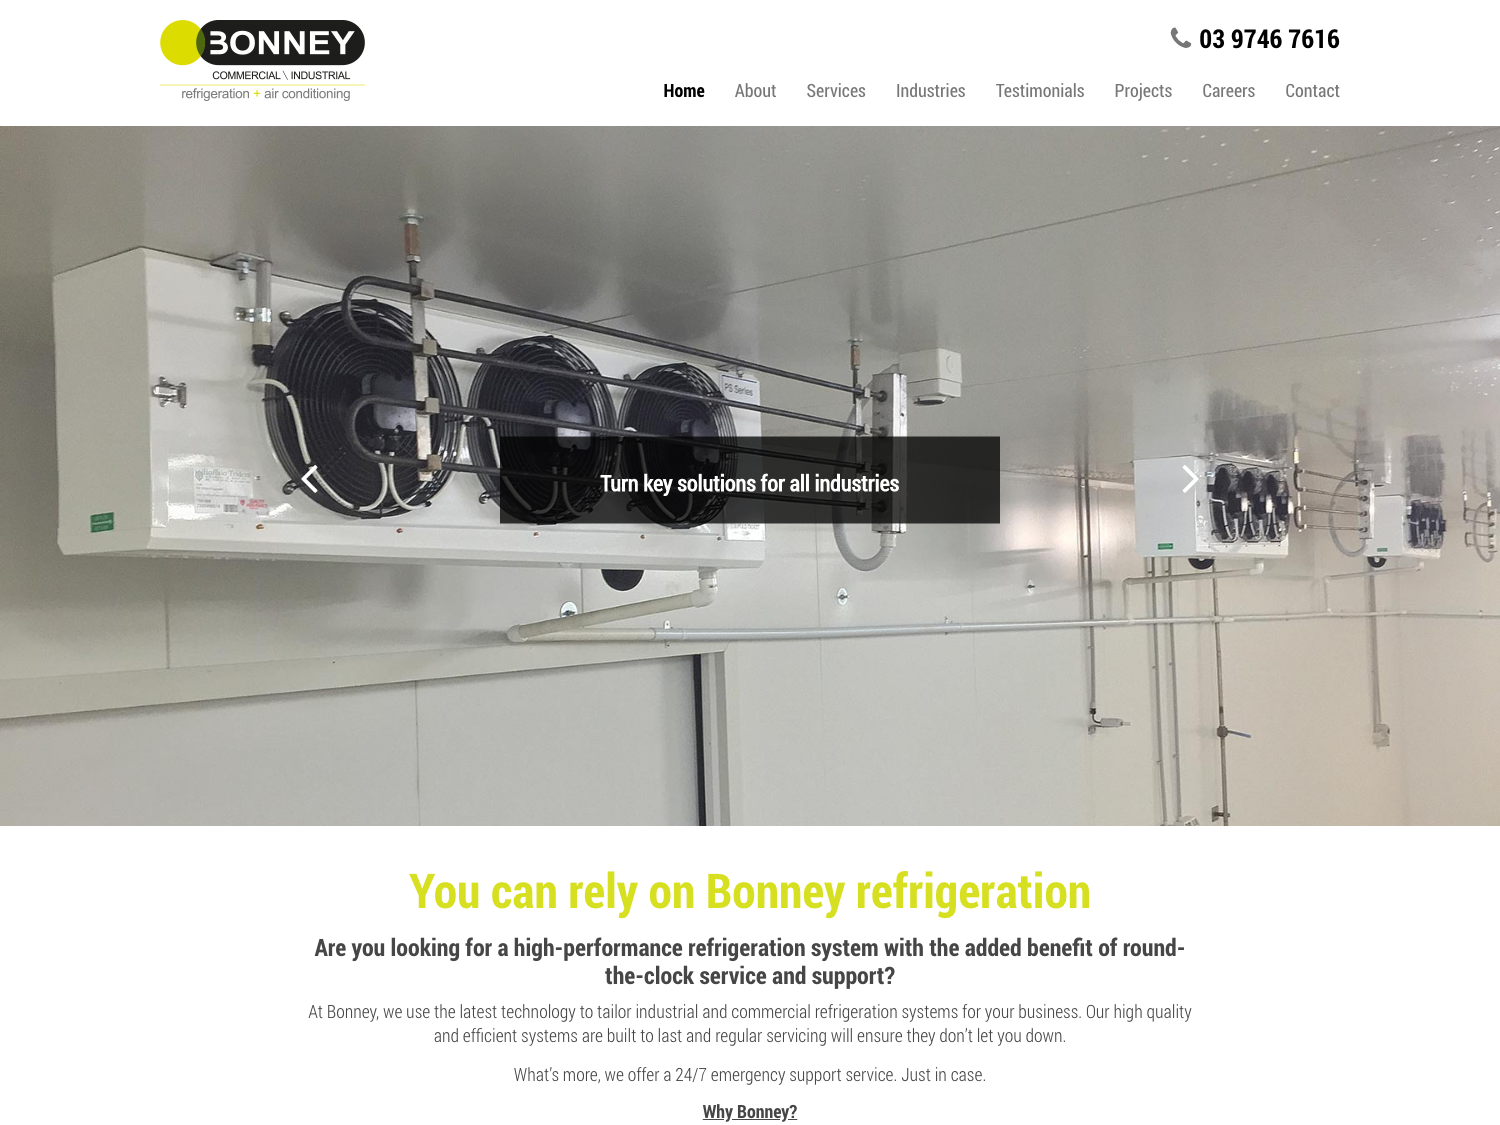 BONNEY
COMMERCIAL \ INDUSTRIAL
refrigeration + air conditioning
03 9746 7616
Home About Services Industries Testimonials Projects Careers Contact
PS Series
Turn key solutions for all industries
You can rely on Bonney refrigeration
Are you looking for a high-performance refrigeration system with the added benefit of round-
the-clock service and support?
At Bonney, we use the latest technology to tailor industrial and commercial refrigeration systems for your business. Our high quality
and efficient systems are built to last and regular servicing will ensure they don’t let you down.
What’s more, we offer a 24/7 emergency support service. Just in case.
Why Bonney?